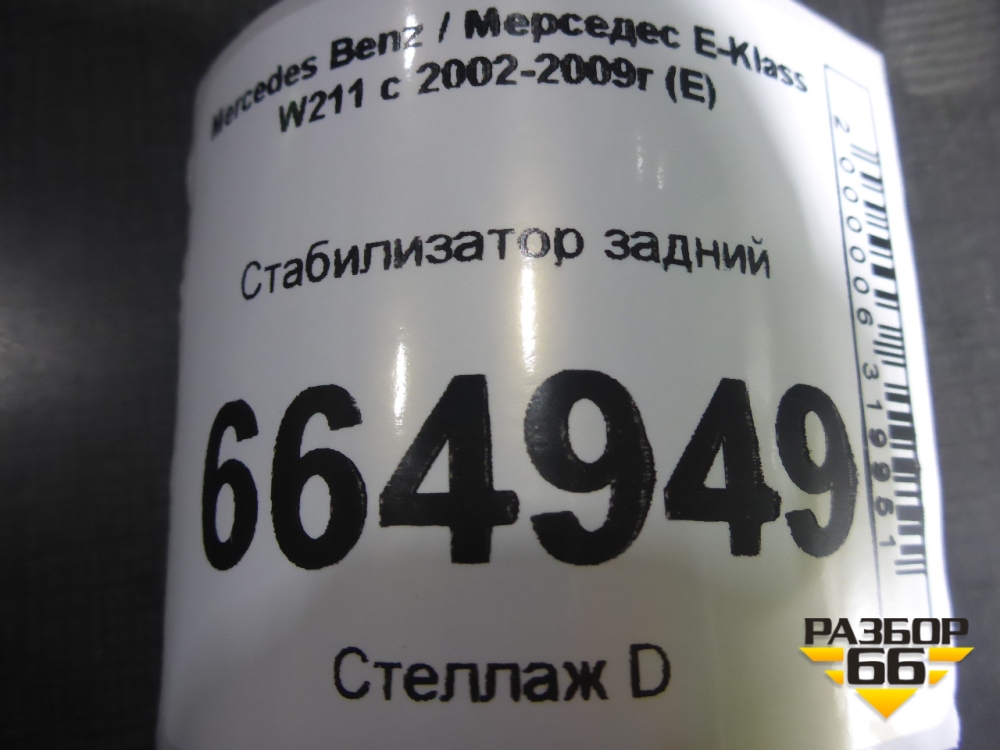 Mercedes Benz / Мерседес E-Klass
W211 с 2002-2009г (E)
Стабилизатор задний
664949
Стеллаж D
2000006319961
РАЗБОР
66